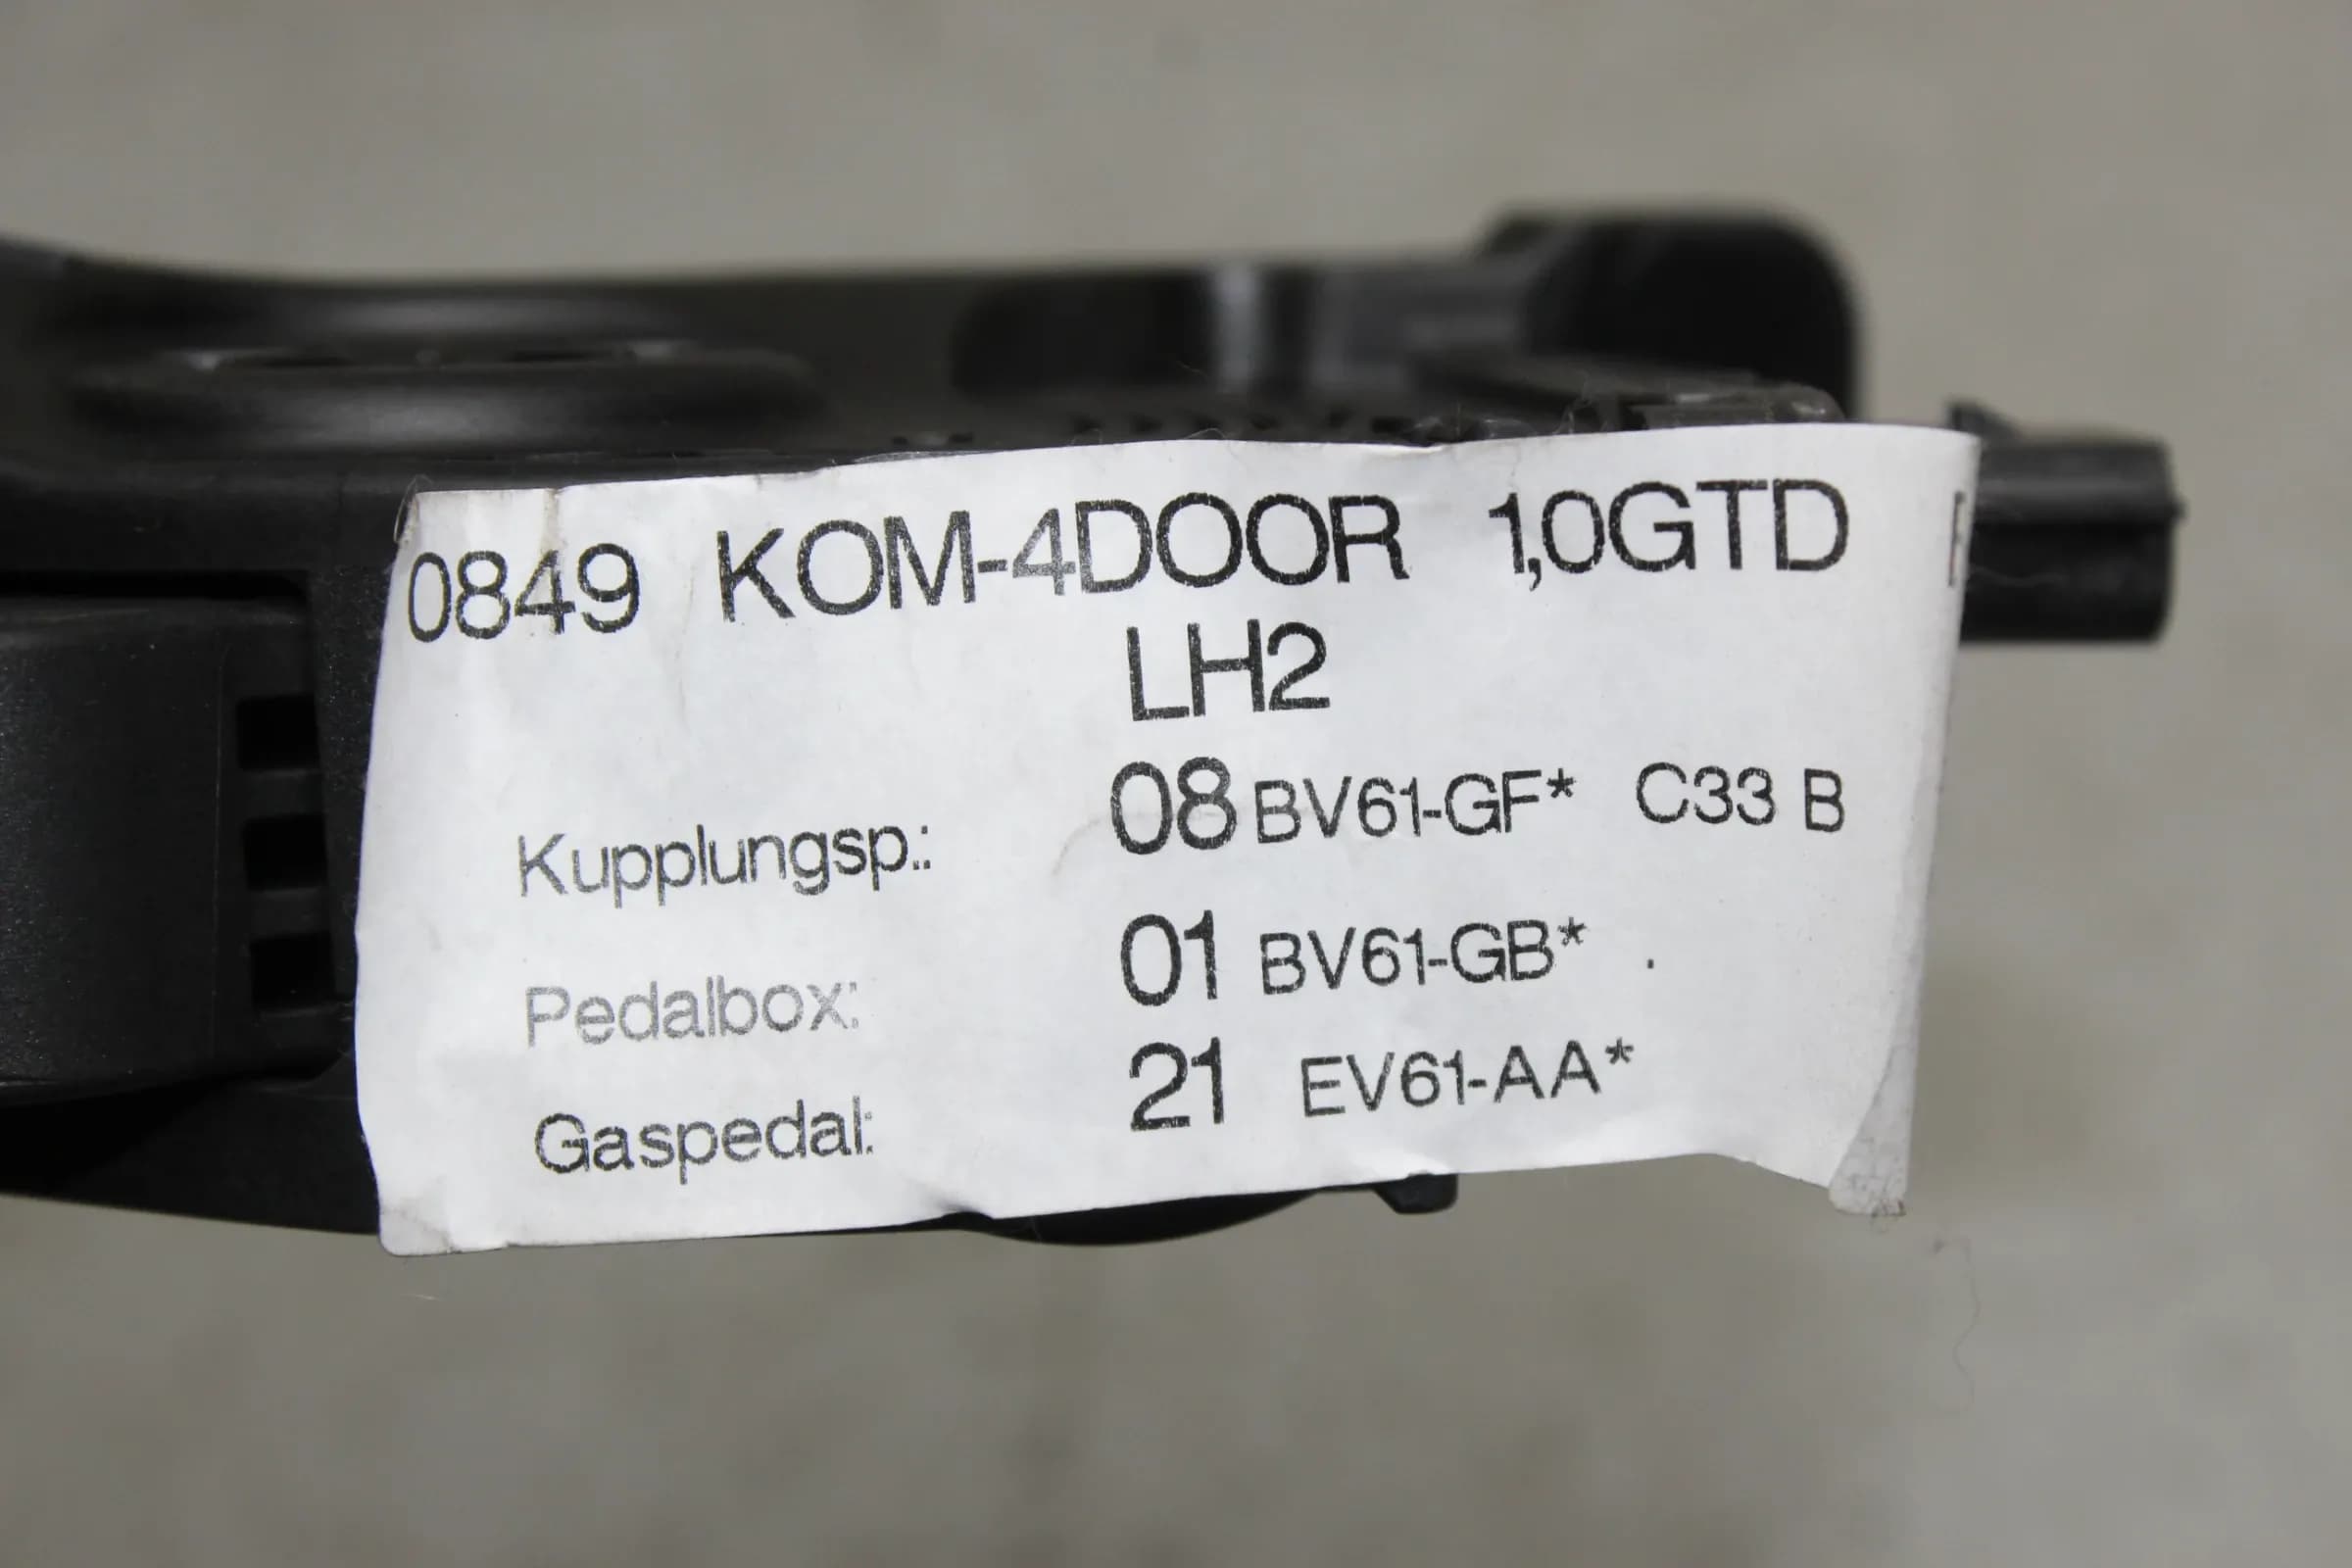 0849 KOM-4DOOR 1,0GTD
LH2
Kupplungsp.: 08 BV61-GF* C33 B
Pedalbox: 01 BV61-GB* .
Gaspedal: 21 EV61-AA*